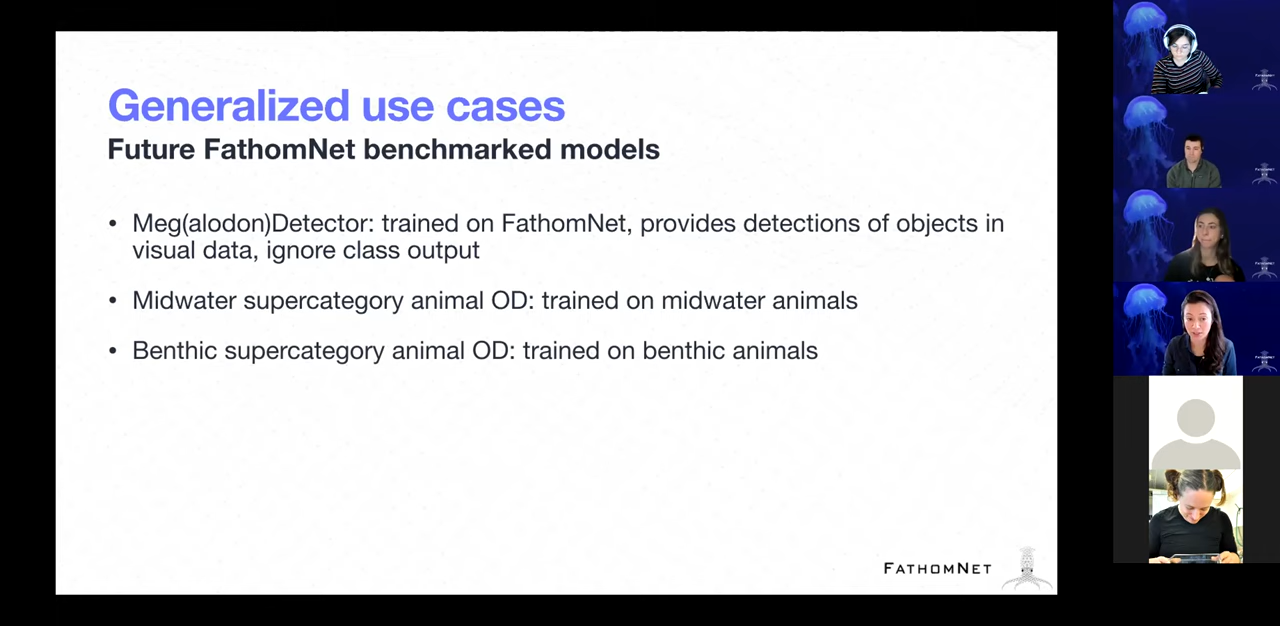 Generalized use cases
Future FathomNet benchmarked models
• Meg(alodon)Detector: trained on FathomNet, provides detections of objects in
visual data, ignore class output
• Midwater supercategory animal OD: trained on midwater animals
• Benthic supercategory animal OD: trained on benthic animals
FATHOMNET